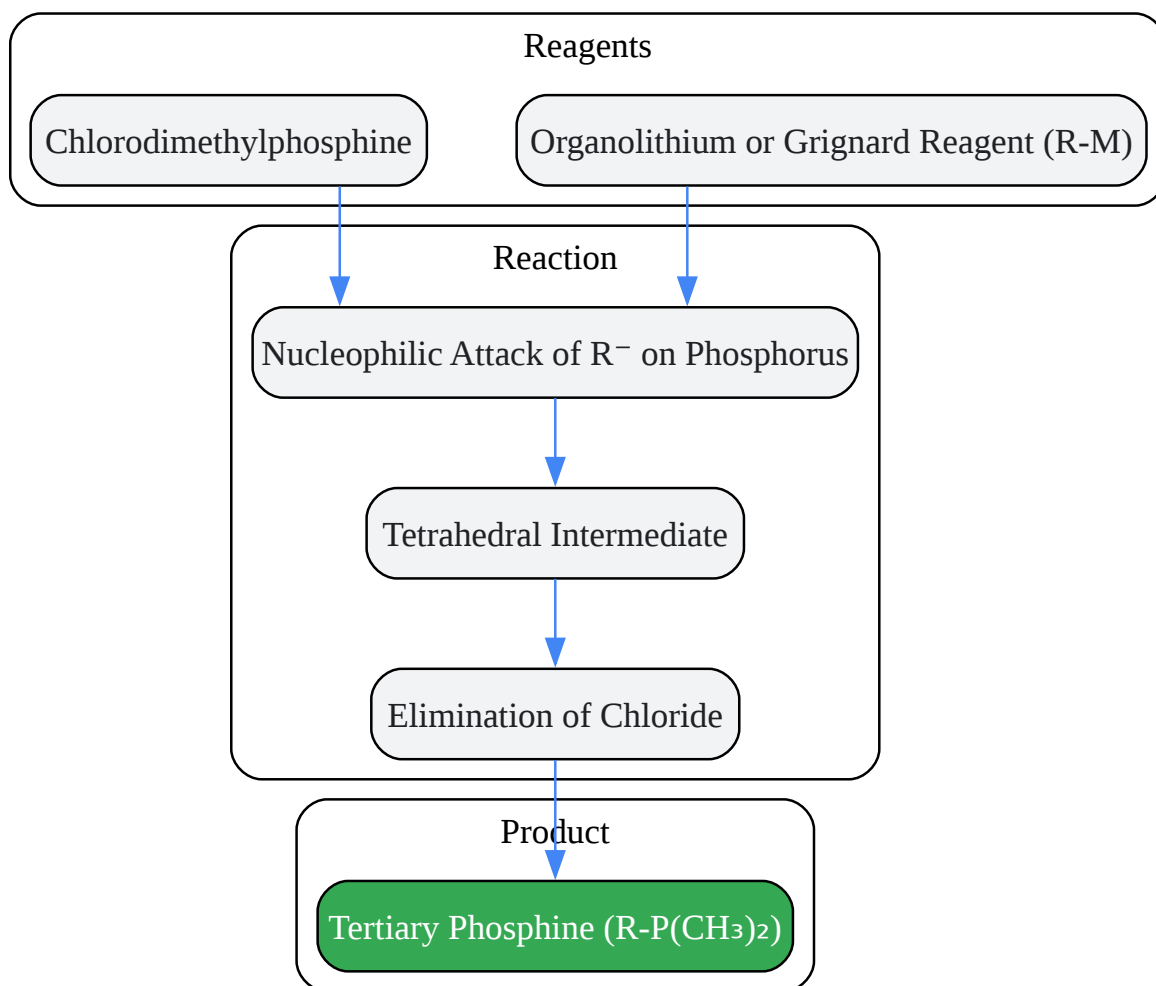 Reagents
Chlorodimethylphosphine
Organolithium or Grignard Reagent (R-M)
Reaction
Nucleophilic Attack of R⁻ on Phosphorus
Tetrahedral Intermediate
Elimination of Chloride
Product
Tertiary Phosphine (R-P(CH₃)₂)